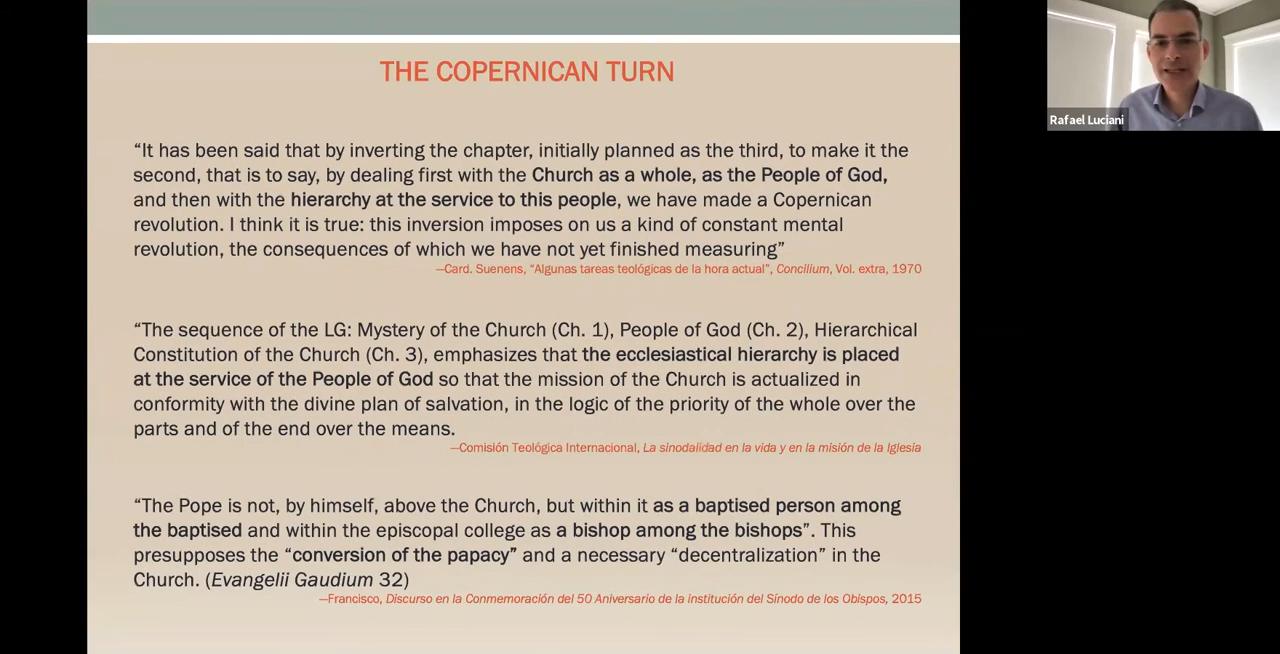 THE COPERNICAN TURN
“It has been said that by inverting the chapter, initially planned as the third, to make it the
second, that is to say, by dealing first with the Church as a whole, as the People of God,
and then with the hierarchy at the service to this people, we have made a Copernican
revolution. I think it is true: this inversion imposes on us a kind of constant mental
revolution, the consequences of which we have not yet finished measuring”
—Card. Suenens, “Algunas tareas teológicas de la hora actual”, Concilium, Vol. extra, 1970
“The sequence of the LG: Mystery of the Church (Ch. 1), People of God (Ch. 2), Hierarchical
Constitution of the Church (Ch. 3), emphasizes that the ecclesiastical hierarchy is placed
at the service of the People of God so that the mission of the Church is actualized in
conformity with the divine plan of salvation, in the logic of the priority of the whole over the
parts and of the end over the means.
—Comisión Teológica Internacional, La sinodalidad en la vida y en la misión de la Iglesia
“The Pope is not, by himself, above the Church, but within it as a baptised person among
the baptised and within the episcopal college as a bishop among the bishops”. This
presupposes the “conversion of the papacy” and a necessary “decentralization” in the
Church. (Evangelii Gaudium 32)
—Francisco, Discurso en la Conmemoración del 50 Aniversario de la institución del Sínodo de los Obispos, 2015
Rafael Luciani